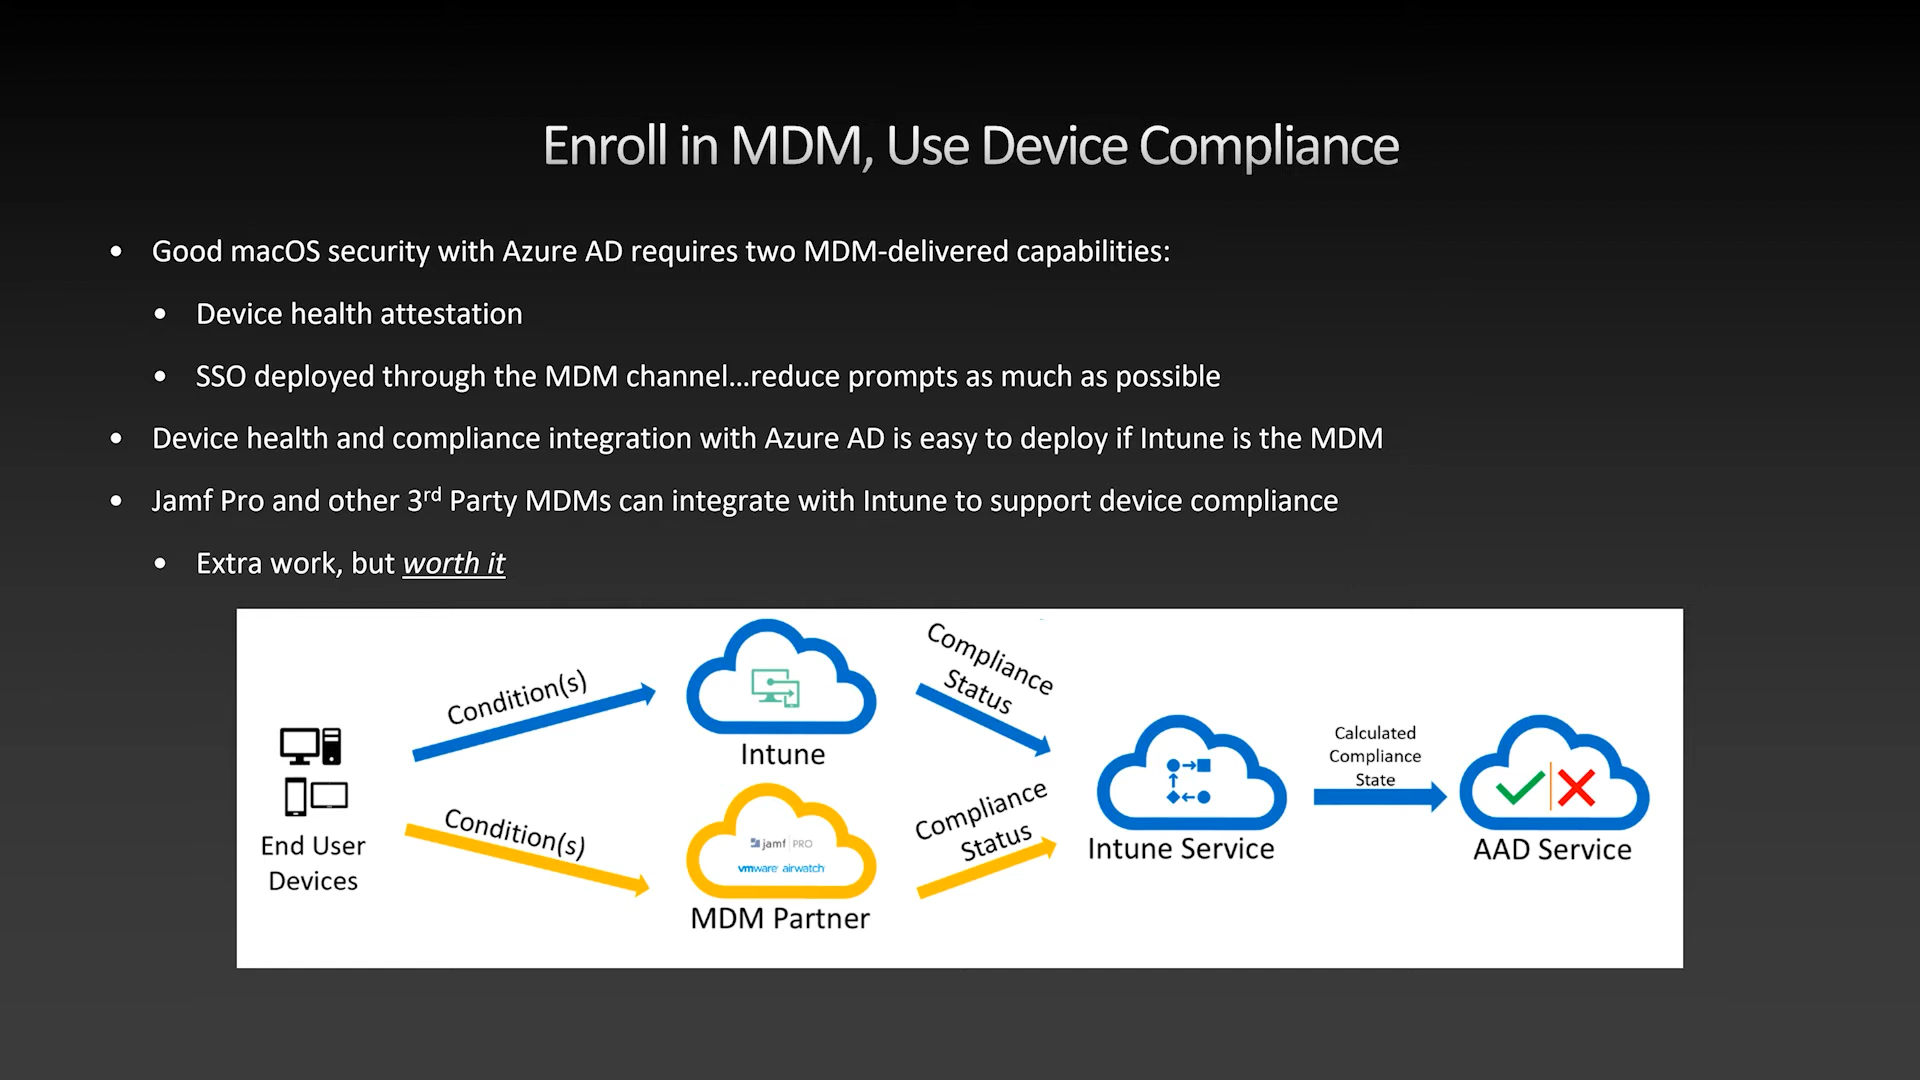 Enroll in MDM, Use Device Compliance
• Good macOS security with Azure AD requires two MDM-delivered capabilities:
• Device health attestation
• SSO deployed through the MDM channel...reduce prompts as much as possible
• Device health and compliance integration with Azure AD is easy to deploy if Intune is the MDM
• Jamf Pro and other 3rd Party MDMs can integrate with Intune to support device compliance
• Extra work, but worth it
End User
Devices
Condition(s)
Condition(s)
Intune
jamf PRO
vmware airwatch
MDM Partner
Compliance
Status
Compliance
Status
Intune Service
Calculated
Compliance
State
AAD Service